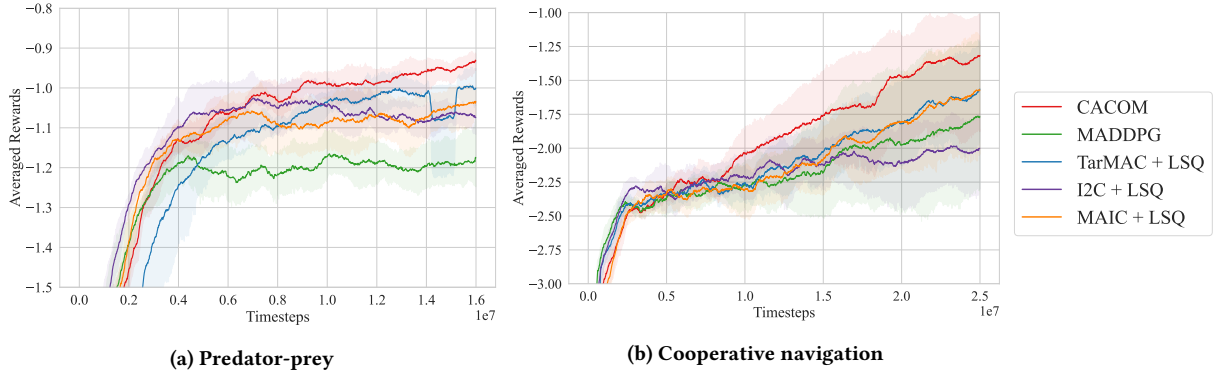 −0.8
−0.9
−1.0
−1.1
−1.2
−1.3
−1.4
−1.5
Averaged Rewards
0.0 0.2 0.4 0.6 0.8 1.0 1.2 1.4 1.6
Timesteps
1e7
(a) Predator-prey
−1.00
−1.25
−1.50
−1.75
−2.00
−2.25
−2.50
−2.75
−3.00
Averaged Rewards
0.0 0.5 1.0 1.5 2.0 2.5
Timesteps
1e7
(b) Cooperative navigation
CACOM
MADDPG
TarMAC + LSQ
I2C + LSQ
MAIC + LSQ